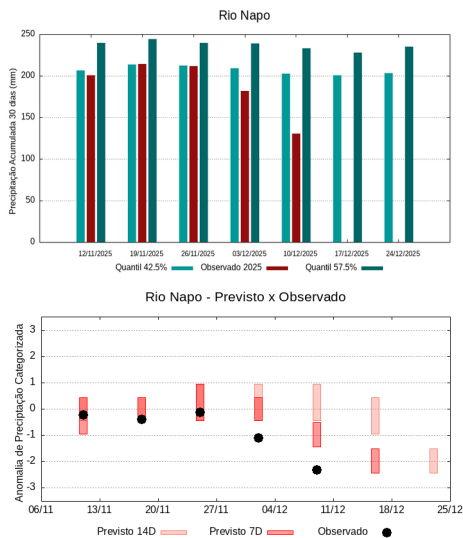 Rio Napo
Precipitação Acumulada 30 dias (mm)
250
200
150
100
50
0
12/11/2025 19/11/2025 26/11/2025 03/12/2025 10/12/2025 17/12/2025 24/12/2025
Quantil 42.5% Observado 2025 Quantil 57.5%
Rio Napo - Previsto x Observado
Anomalia de Preciptação Categorizada
3
2
1
0
-1
-2
-3
06/11 13/11 20/11 27/11 04/12 11/12 18/12 25/12
Previsto 14D Previsto 7D Observado